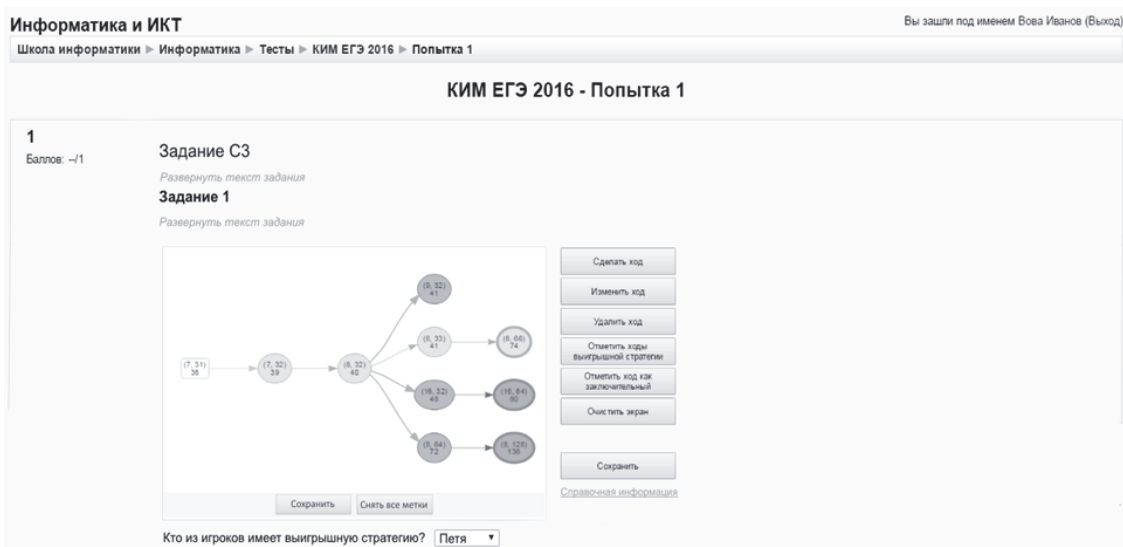 Информатика и ИКТ
Вы зашли под именем Вова Иванов (Выход)
Школа информатики ► Информатика ► Тесты ► КИМ ЕГЭ 2016 ► Попытка 1
КИМ ЕГЭ 2016 - Попытка 1
1
Баллов: --/1
Задание С3
Развернуть текст задания
Задание 1
Развернуть текст задания
(7, 31)
38
(7, 32)
39
(8, 32)
40
(8, 32)
41
(8, 33)
41
(8, 66)
74
(16, 32)
48
(16, 64)
80
(8, 64)
72
(8, 128)
136
Сохранить
Снять все метки
Сделать ход
Изменить ход
Удалить ход
Отметить ходы
выигрышной стратегии
Отметить ход как
заключительный
Очистить экран
Сохранить
Справочная информация
Кто из игроков имеет выигрышную стратегию? Петя